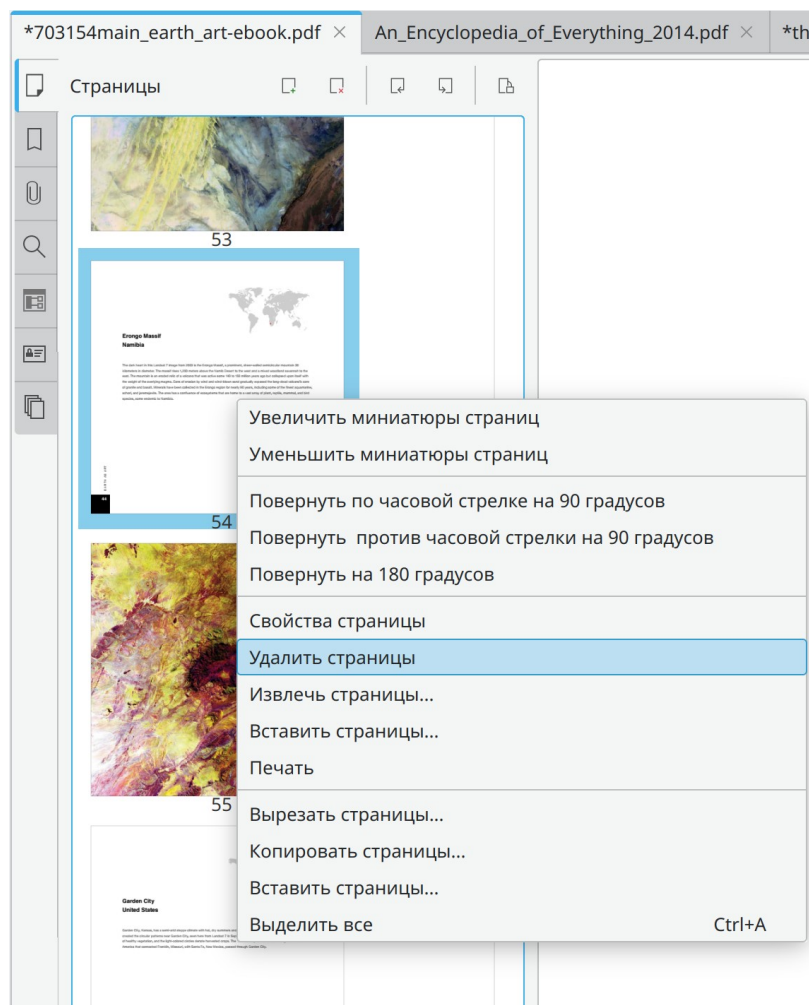 *703154main_earth_art-ebook.pdf
An_Encyclopedia_of_Everything_2014.pdf
*th
Страницы
53
Erongo Massif
Namibia
54
55
Garden City
United States
Увеличить миниатюры страниц
Уменьшить миниатюры страниц
Повернуть по часовой стрелке на 90 градусов
Повернуть  против часовой стрелки на 90 градусов
Повернуть на 180 градусов
Свойства страницы
Удалить страницы
Извлечь страницы...
Вставить страницы...
Печать
Вырезать страницы...
Копировать страницы...
Вставить страницы...
Выделить все Ctrl+A